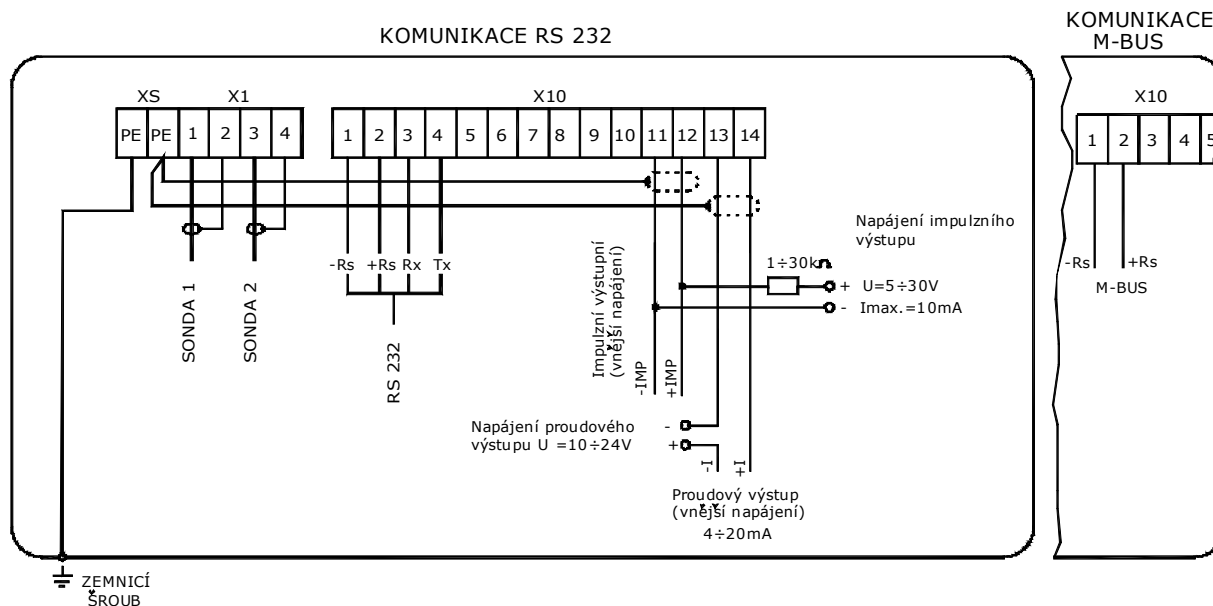 KOMUNIKACE RS 232
KOMUNIKACE
M-BUS
XS
X1
X10
PE PE 1 2 3 4
1 2 3 4 5 6 7 8 9 10 11 12 13 14
X10
1 2 3 4 5
-Rs +Rs Rx Tx
RS 232
SONDA 1
SONDA 2
Impulzní výstupní
(vnější napájení)
-IMP
+IMP
Napájení impulzního
výstupu
1÷30k
+ U=5÷30V
- Imax.=10mA
-Rs
+Rs
M-BUS
Napájení proudového -
výstupu U =10÷24V +
-I
+I
Proudový výstup
(vnější napájení)
4÷20mA
ZEMNICÍ
ŠROUB